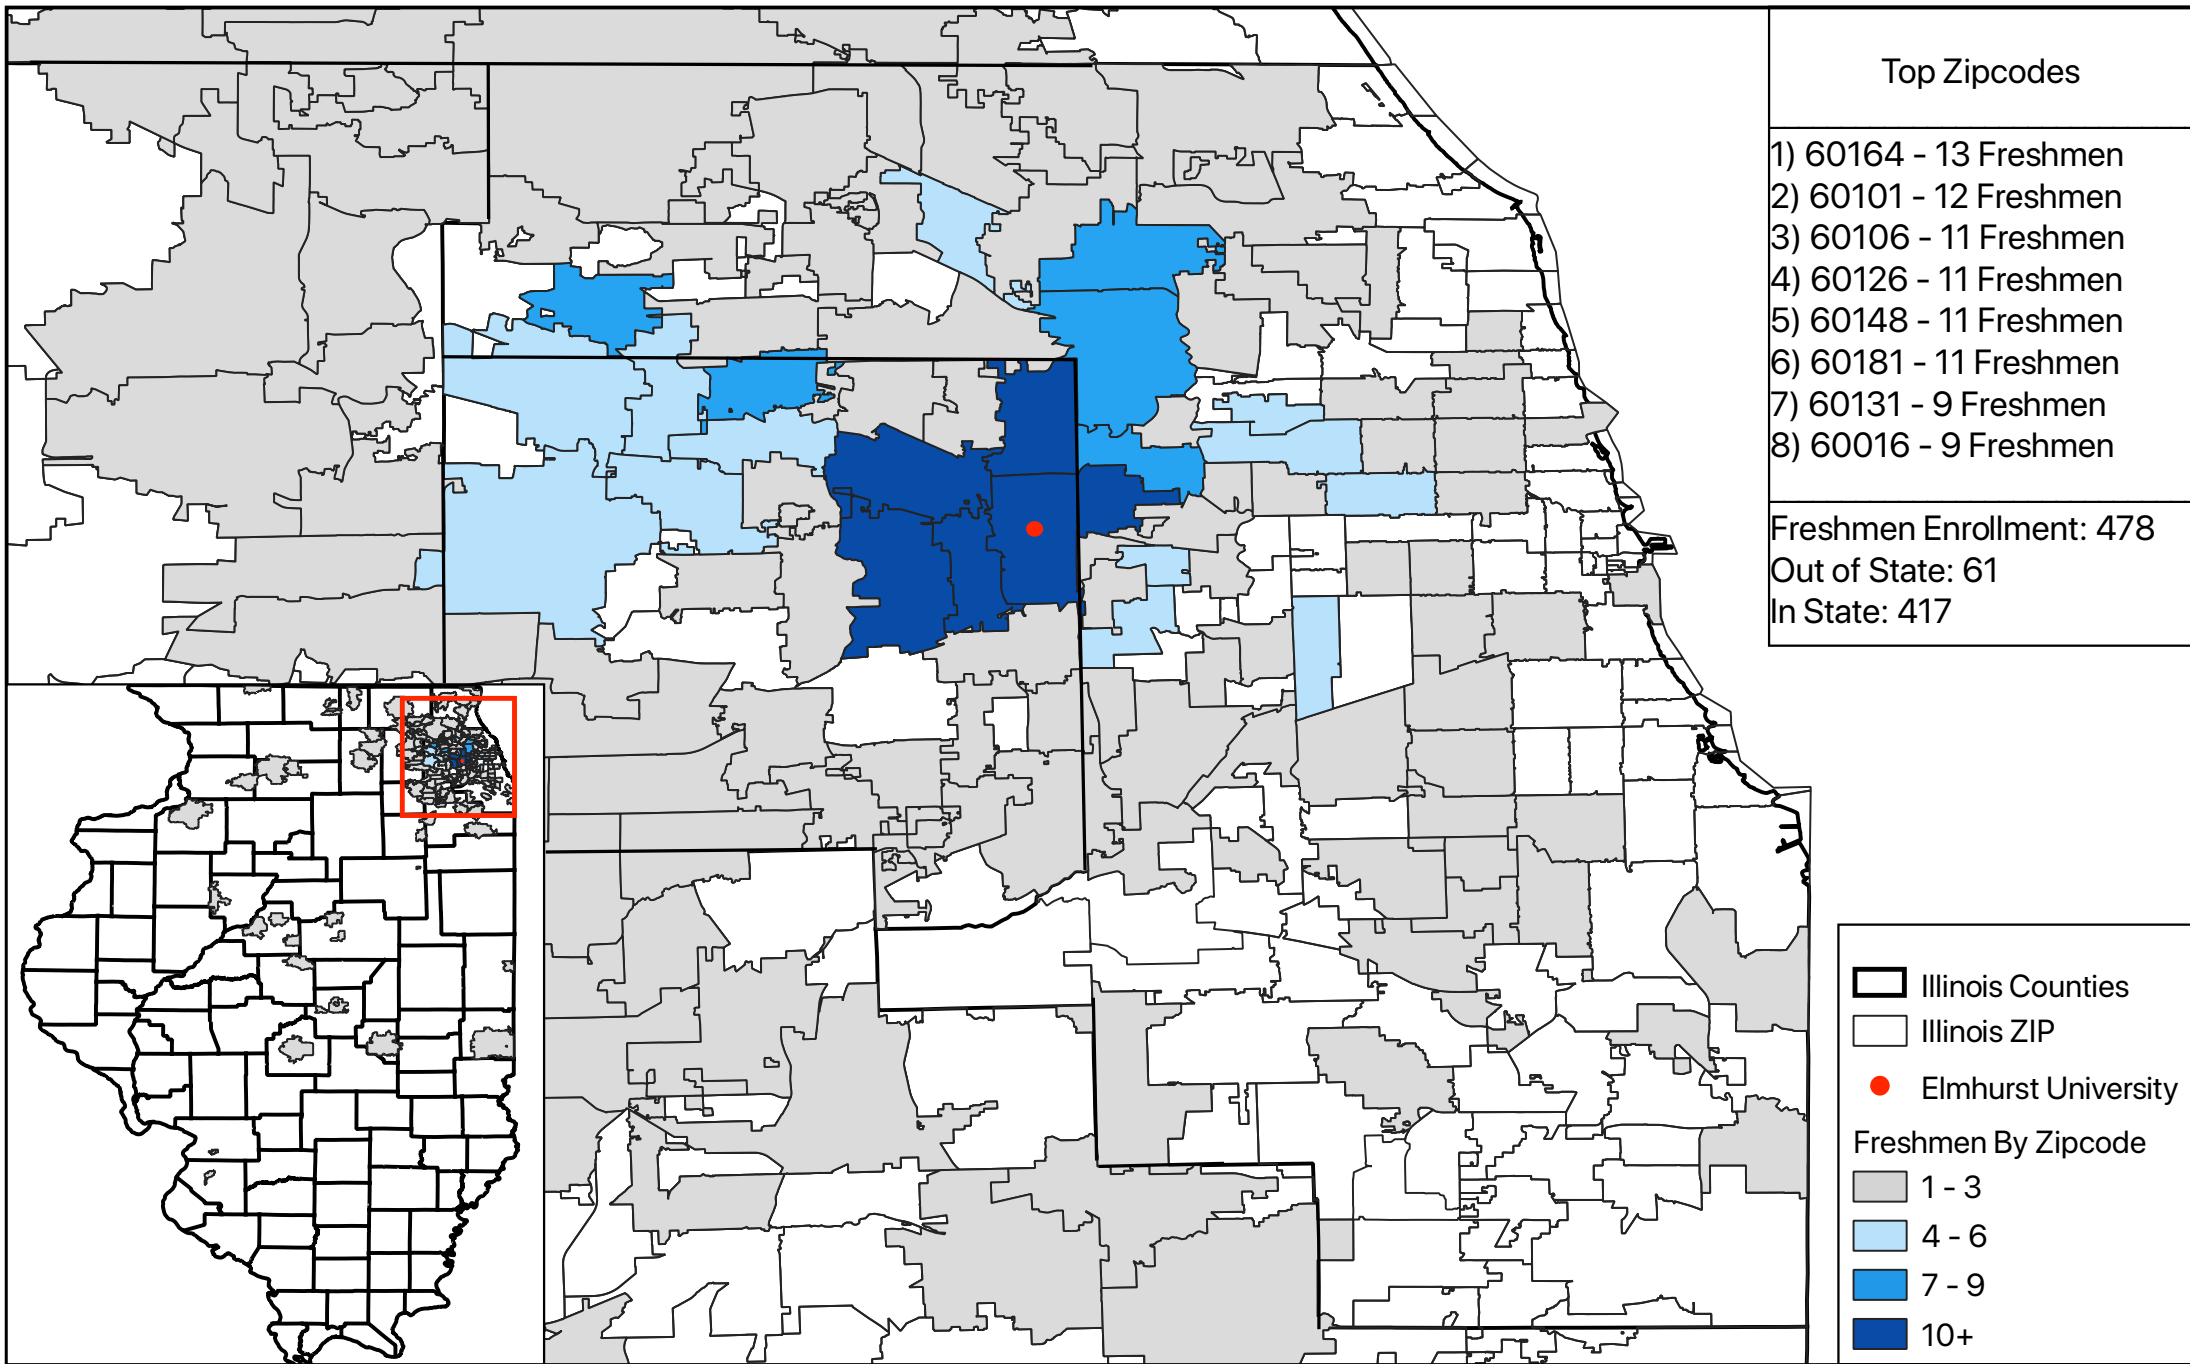 Top Zipcodes
1) 60164 - 13 Freshmen
2) 60101 - 12 Freshmen
3) 60106 - 11 Freshmen
4) 60126 - 11 Freshmen
5) 60148 - 11 Freshmen
6) 60181 - 11 Freshmen
7) 60131 - 9 Freshmen
8) 60016 - 9 Freshmen
Freshmen Enrollment: 478
Out of State: 61
In State: 417
Illinois Counties
Illinois ZIP
Elmhurst University
Freshmen By Zipcode
1 - 3
4 - 6
7 - 9
10+